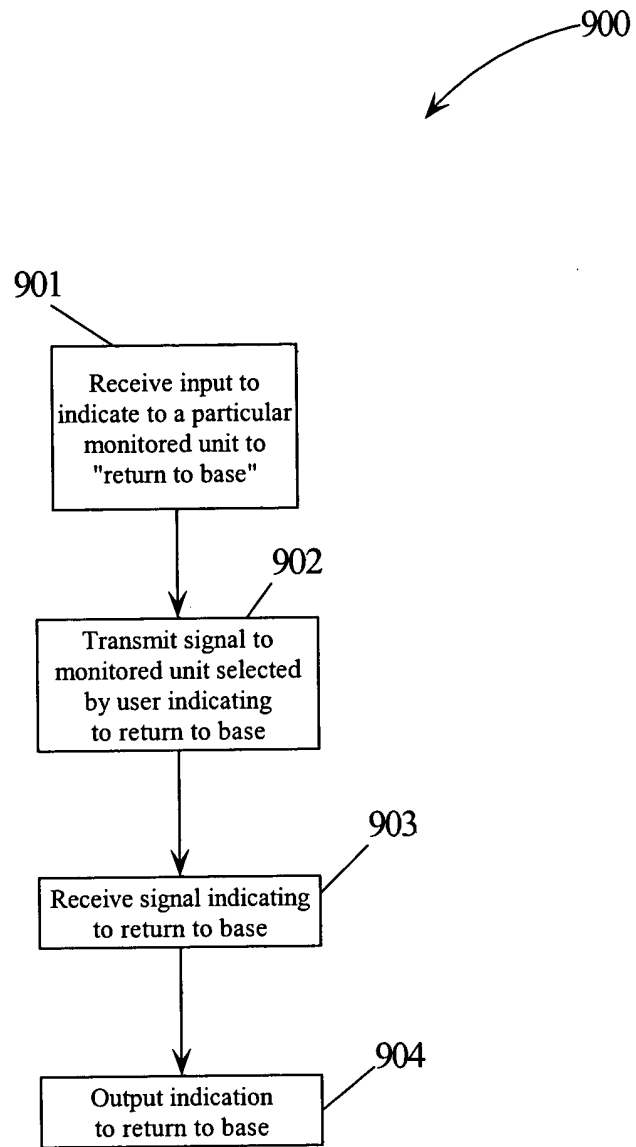 900
901
Receive input to
indicate to a particular
monitored unit to
"return to base"
902
Transmit signal to
monitored unit selected
by user indicating
to return to base
903
Receive signal indicating
to return to base
904
Output indication
to return to base